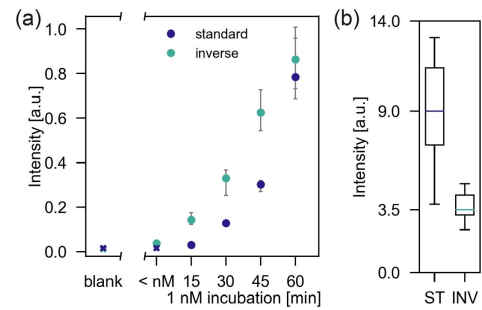 (a)
Intensity [a.u.]
1.0
0.8
0.6
0.4
0.2
0.0
standard
inverse
blank < nM 15 30 45 60
1 nM incubation [min]
(b)
Intensity [a.u.]
14.0
9.0
3.5
0.0
ST INV